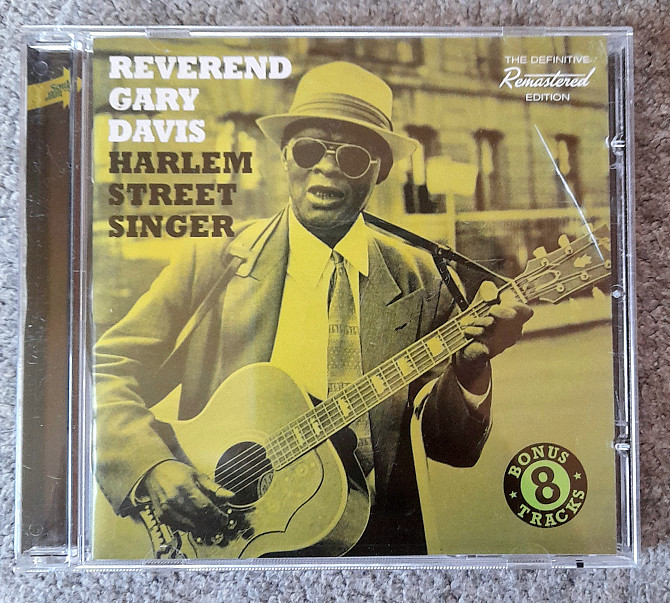 REVEREND
GARY
DAVIS
HARLEM
STREET
SINGER
THE DEFINITIVE
Remastered
EDITION
BONUS
8
TRACKS